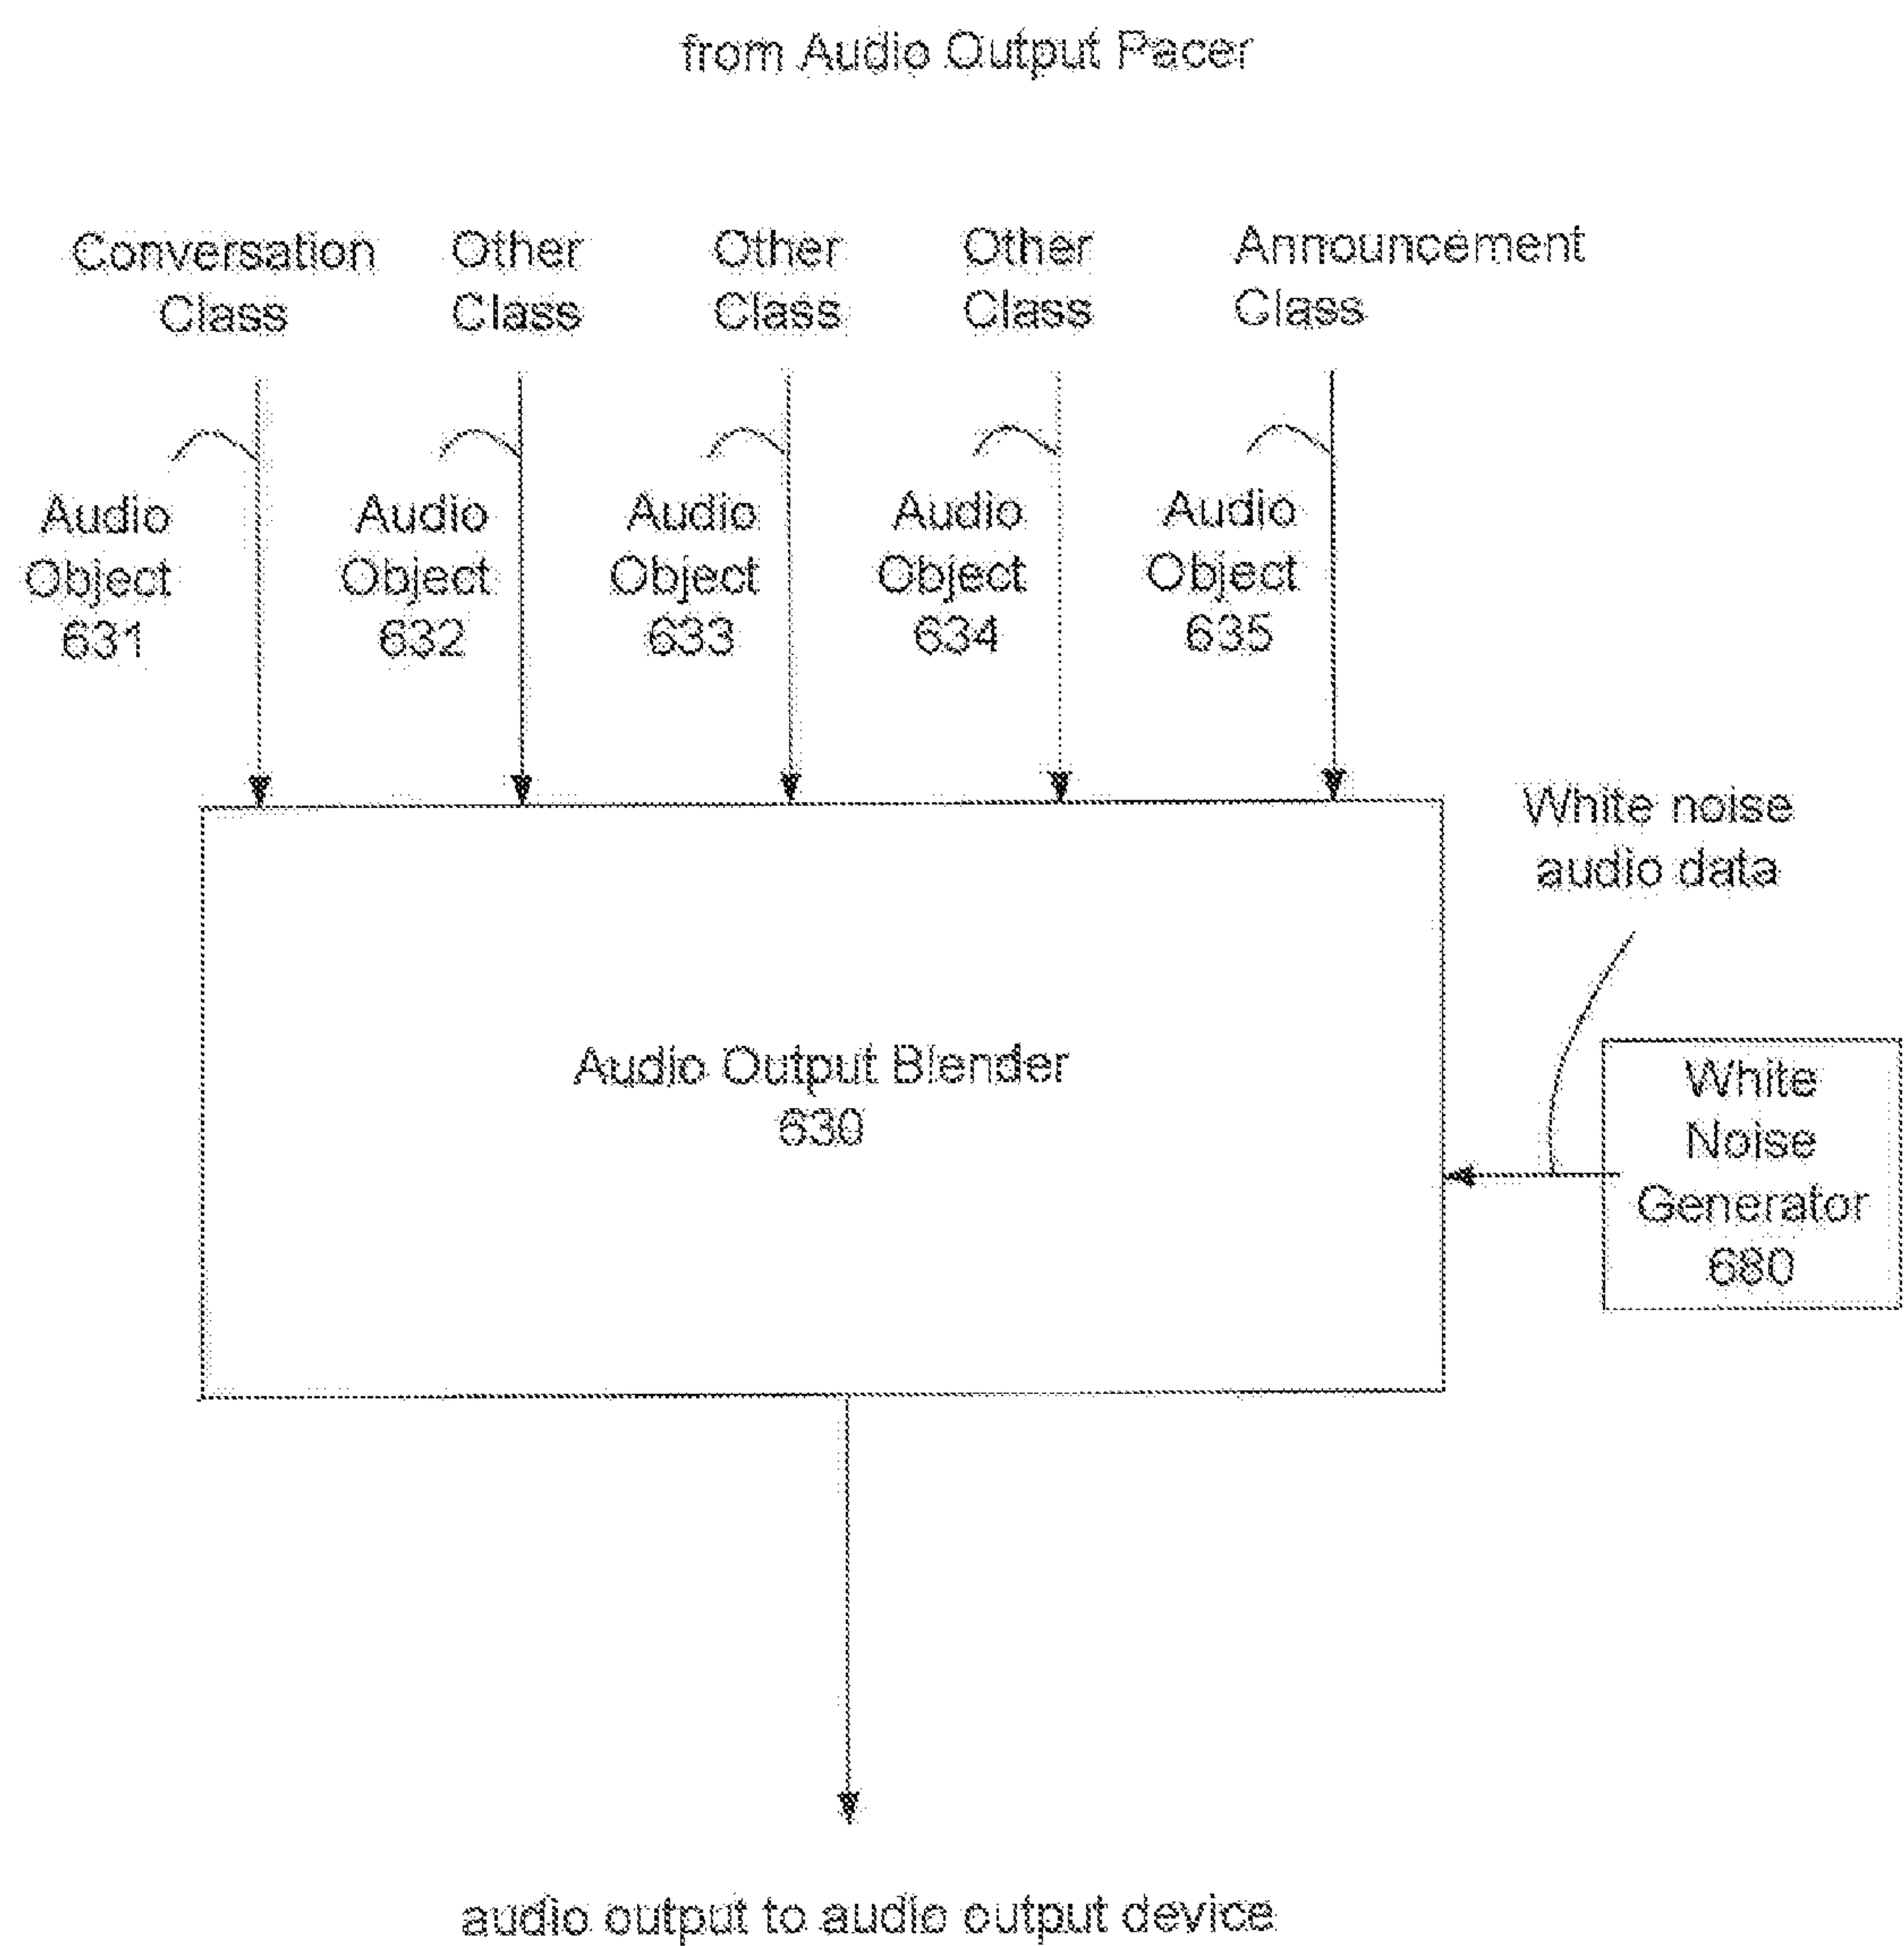 from Audio Output Pacer
Conversation
Class
Other
Class
Other
Class
Other
Class
Announcement
Class
Audio
Object
631
Audio
Object
632
Audio
Object
633
Audio
Object
634
Audio
Object
635
White noise
audio data
Audio Output Blender
630
White
Noise
Generator
680
audio output to audio output device